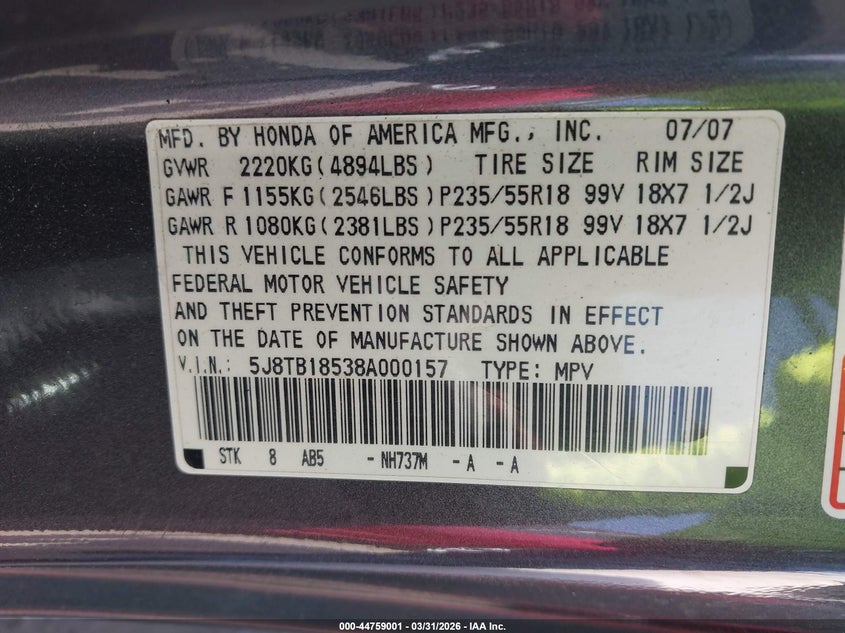 MFD. BY HONDA OF AMERICA MFG., INC. 07/07
GVWR 2220KG(4894LBS) TIRE SIZE RIM SIZE
GAWR F 1155KG(2546LBS)P235/55R18 99V 18X7 1/2J
GAWR R 1080KG(2381LBS)P235/55R18 99V 18X7 1/2J
THIS VEHICLE CONFORMS TO ALL APPLICABLE
FEDERAL MOTOR VEHICLE SAFETY
AND THEFT PREVENTION STANDARDS IN EFFECT
ON THE DATE OF MANUFACTURE SHOWN ABOVE.
V.I.N.: 5J8TB18538A000157 TYPE: MPV
STK 8 AB5 -NH737M -A -A
000-44759001 - 03/31/2026 - IAA Inc.